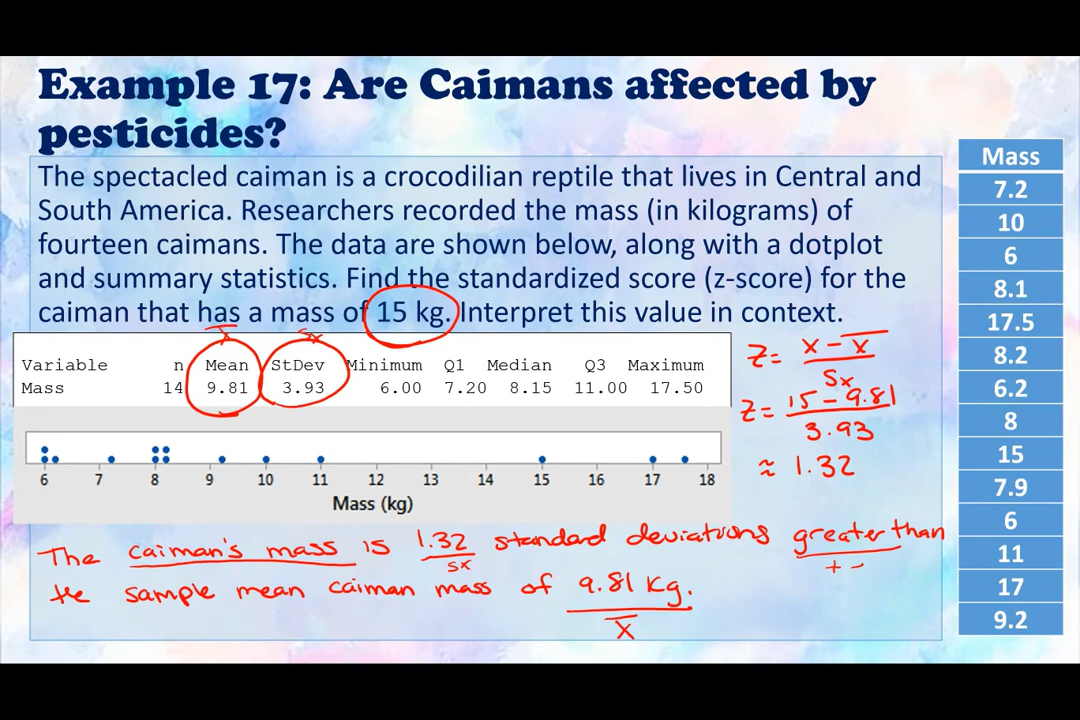 Example 17: Are Caimans affected by
pesticides?
The spectacled caiman is a crocodilian reptile that lives in Central and
South America. Researchers recorded the mass (in kilograms) of
fourteen caimans. The data are shown below, along with a dotplot
and summary statistics. Find the standardized score (z-score) for the
caiman that has a mass of 15 kg. Interpret this value in context.
x̄ sx
Variable n Mean StDev Minimum Q1 Median Q3 Maximum
Mass 14 9.81 3.93 6.00 7.20 8.15 11.00 17.50
6 7 8 9 10 11 12 13 14 15 16 17 18
Mass (kg)
z = x - x̄
sx
z = 15 - 9.81
3.93
≈ 1.32
The caiman's mass is 1.32 standard deviations greater than
sx + -
the sample mean caiman mass of 9.81 kg.
x̄
Mass
7.2
10
6
8.1
17.5
8.2
6.2
8
15
7.9
6
11
17
9.2